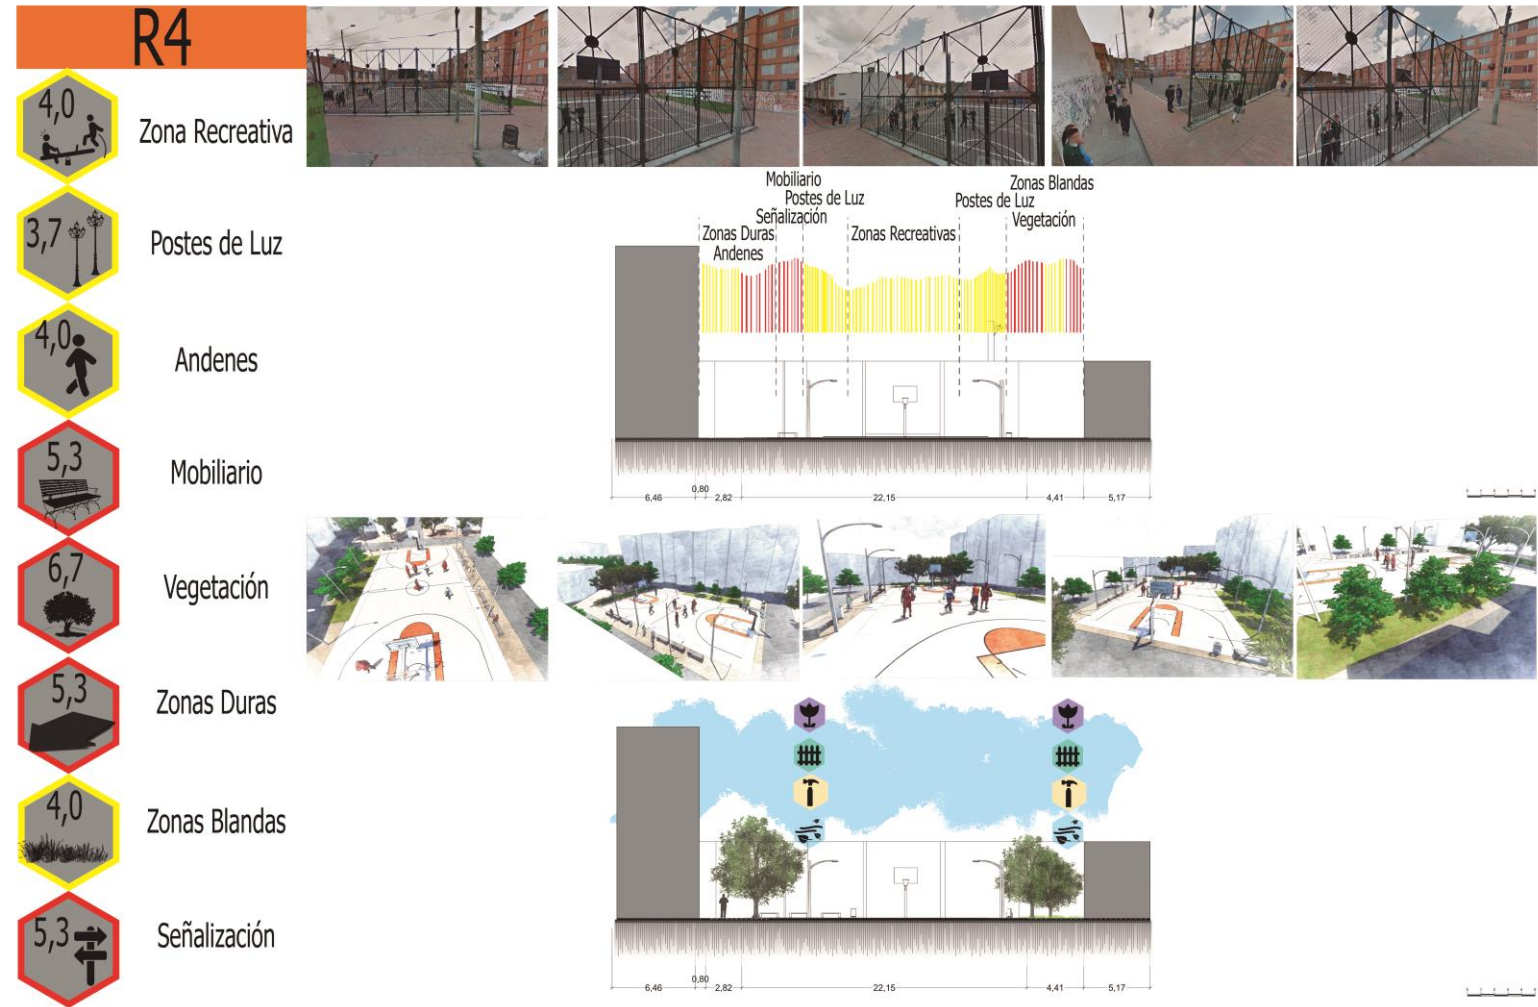 R4
4,0
Zona Recreativa
3,7
Postes de Luz
4,0
Andenes
5,3
Mobiliario
6,7
Vegetación
5,3
Zonas Duras
4,0
Zonas Blandas
5,3
Señalización
Mobiliario
Postes de Luz
Señalización
Zonas Duras
Andenes
Zonas Recreativas
Postes de Luz
Zonas Blandas
Vegetación
6,46
0,80
2,82
22,15
4,41
5,17
6,46
0,80
2,82
22,15
4,41
5,17